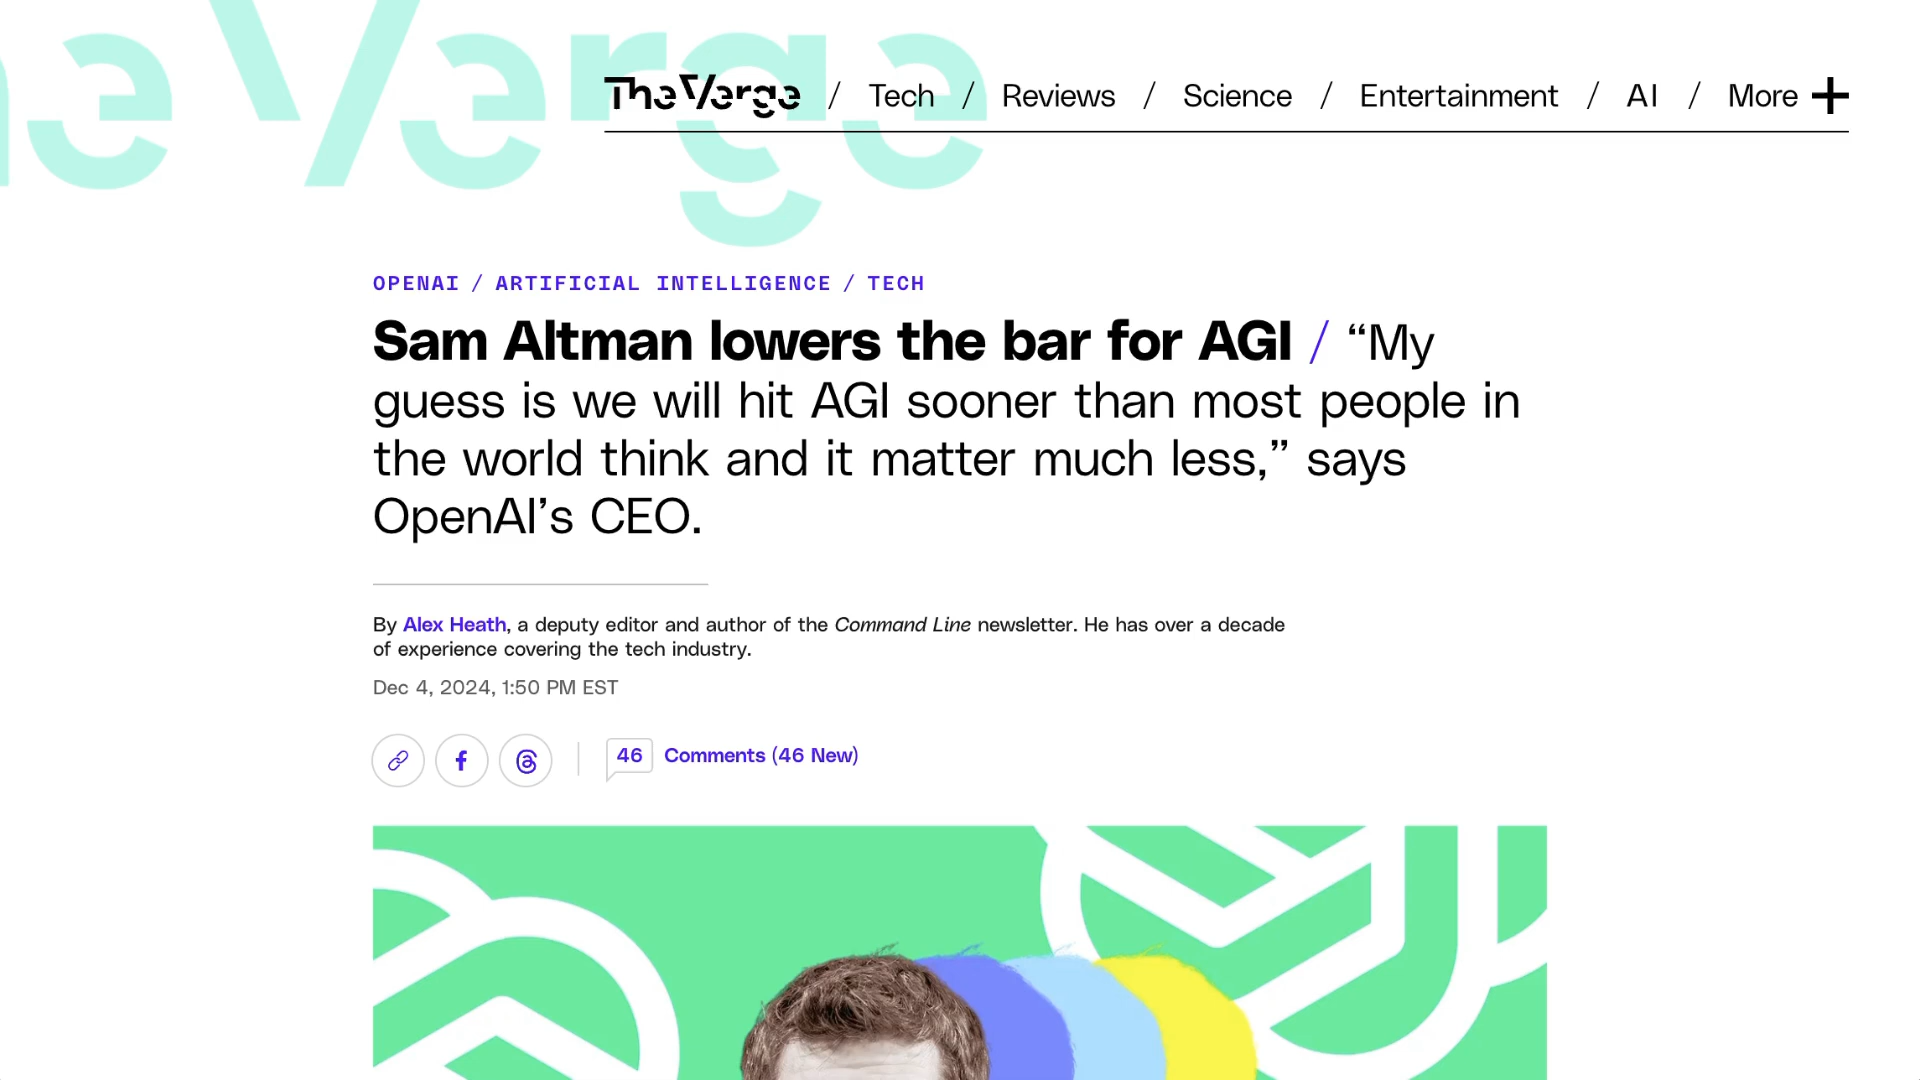 he Verge
The Verge / Tech / Reviews / Science / Entertainment / AI / More +
OPENAI / ARTIFICIAL INTELLIGENCE / TECH
Sam Altman lowers the bar for AGI / “My
guess is we will hit AGI sooner than most people in
the world think and it matter much less,” says
OpenAI’s CEO.
By Alex Heath, a deputy editor and author of the Command Line newsletter. He has over a decade
of experience covering the tech industry.
Dec 4, 2024, 1:50 PM EST
46 Comments (46 New)